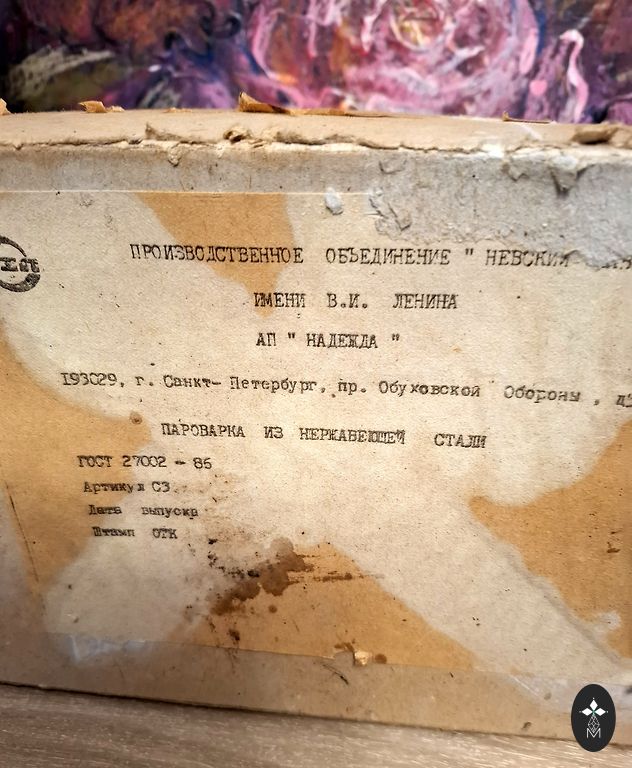 ПРОИЗВОДСТВЕННОЕ ОБЪЕДИНЕНИЕ " НЕВСКИЙ
ИМЕНИ В.И. ЛЕНИНА
АП " НАДЕЖДА "
193029, г. Санкт- Петербург, пр. Обуховской Обороны ,
ПАРОВАРКА ИЗ НЕРЖАВЕЮЩЕЙ СТАЛИ
ГОСТ 27002 - 86
Артикул С3
Дата выпуска
Штамп ОТК
M